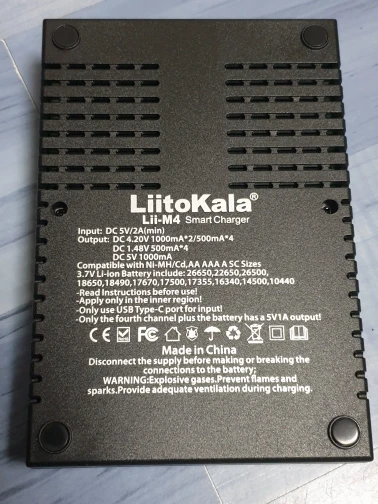 LiitoKala®
Lii-M4 Smart Charger
Input: DC 5V/2A(min)
Output: DC 4.20V 1000mA*2/500mA*4
DC 1.48V 500mA*4
DC 5V 1000mA
Compatible with Ni-MH/Cd,AA AAA A SC Sizes
3.7V Li-ion Battery include: 26650,22650,26500,
18650,18490,17670,17500,17355,16340,14500,10440
-Read Instructions before use!
-Apply only in the inner region!
-Only use USB Type-C port for input!
-Only the fourth channel plus the battery has a 5V1A output!
CE FC
Made in China
Disconnect the supply before making or breaking the
connections to the battery;
WARNING:Explosive gases.Prevent flames and
sparks.Provide adequate ventilation during charging.